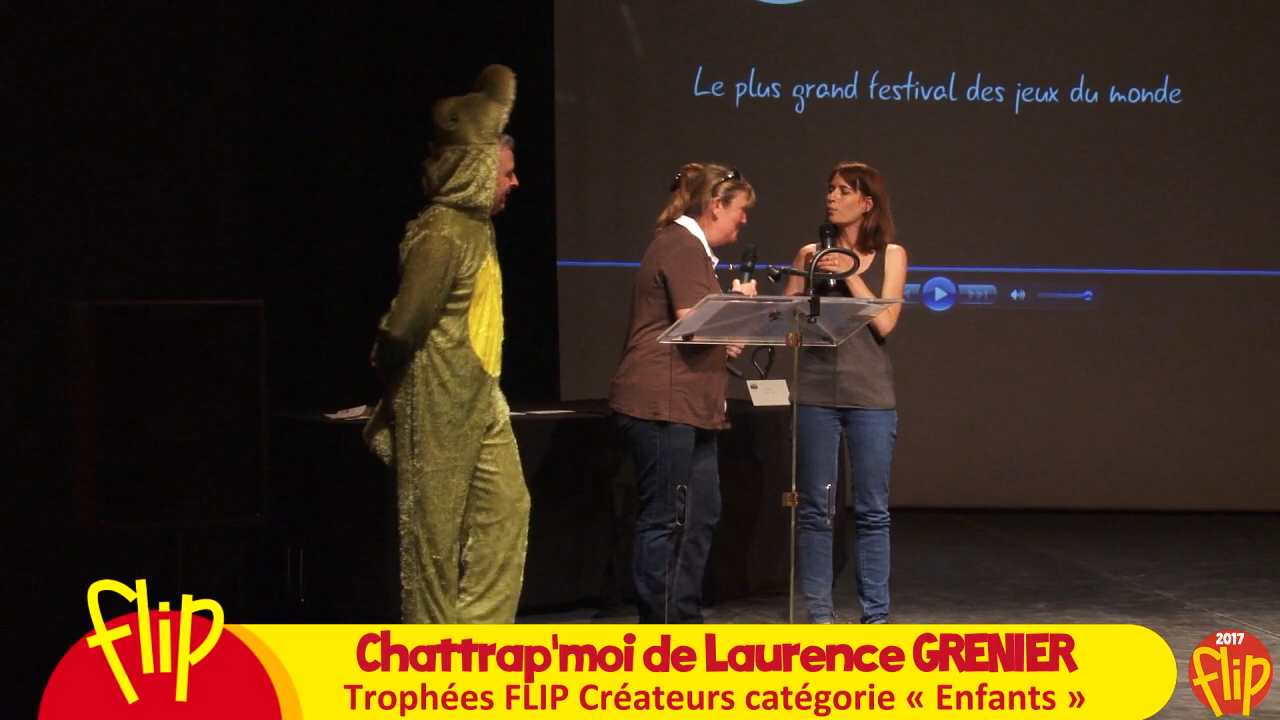 Le plus grand festival des jeux du monde
flip
Chattrap'moi de Laurence GRENIER
Trophées FLIP Créateurs catégorie « Enfants »
2017
flip